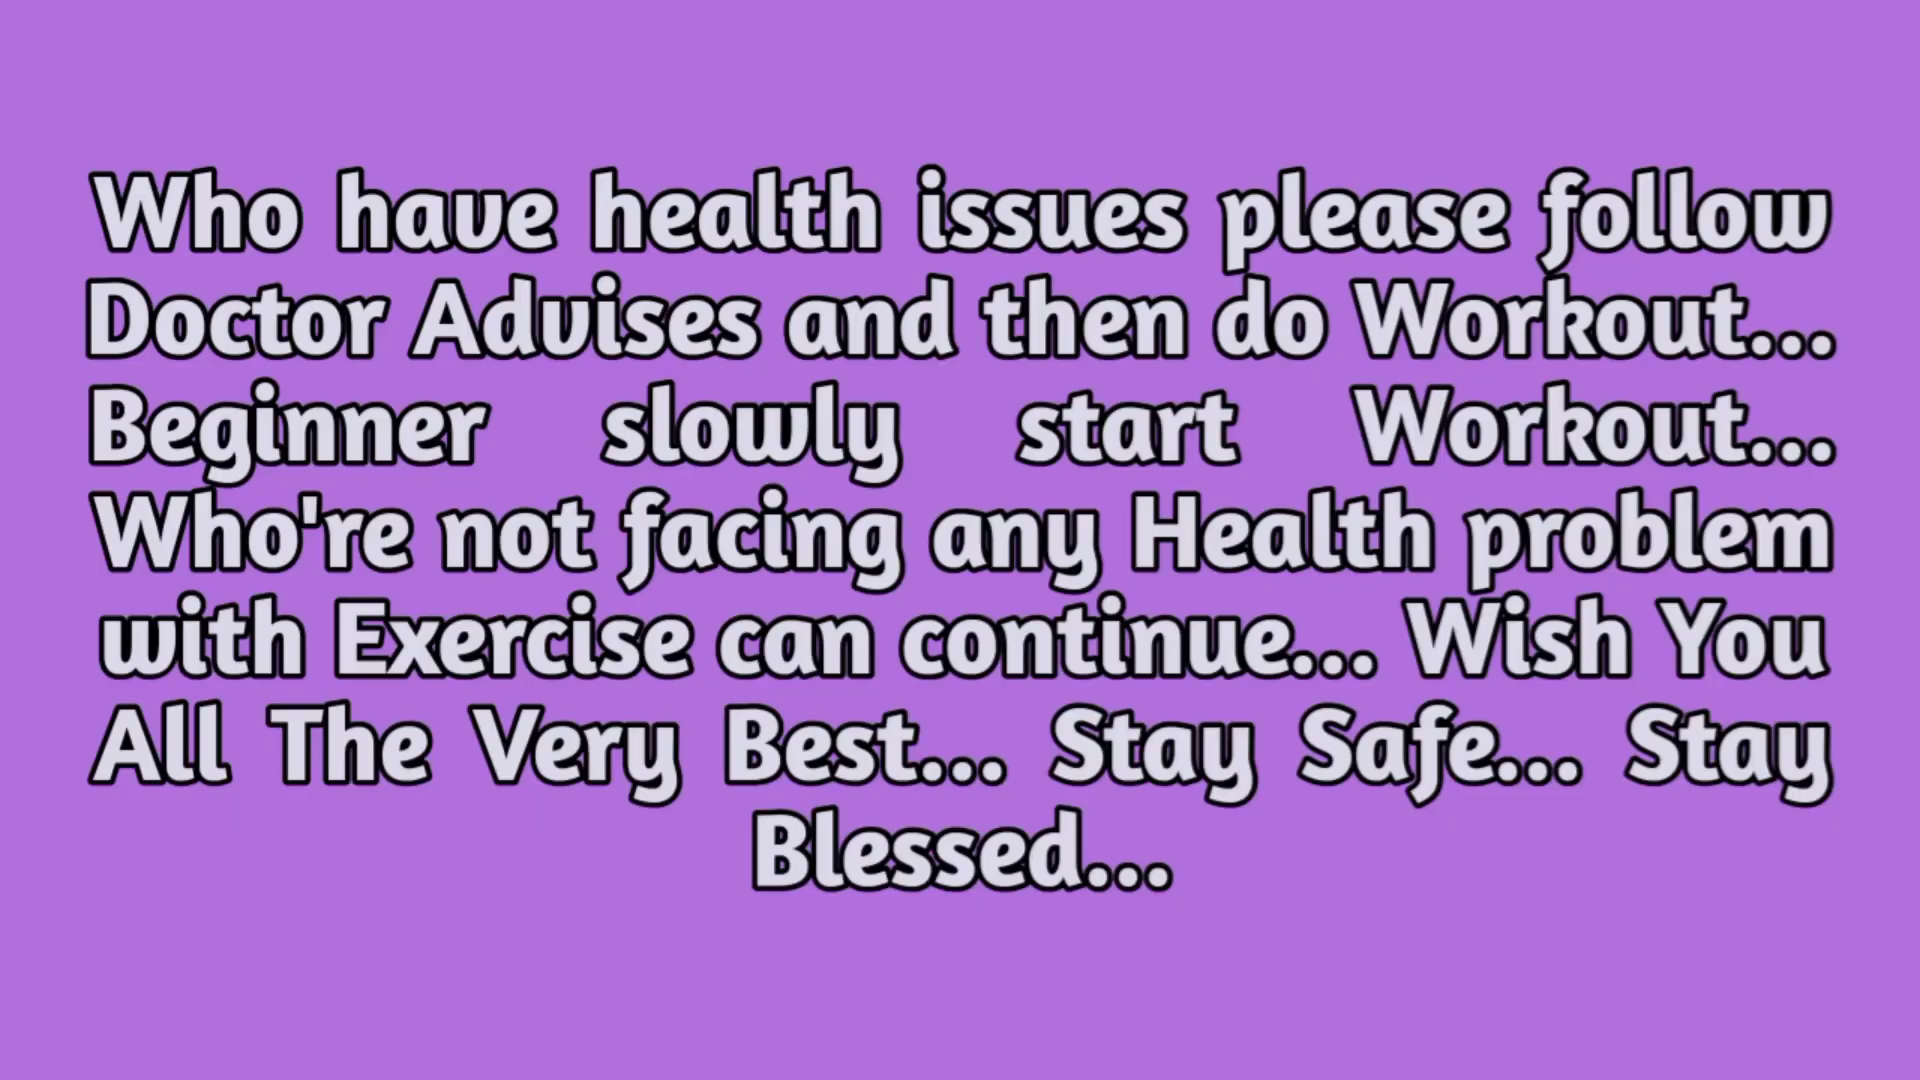 Who have health issues please follow
Doctor Advises and then do Workout...
Beginner slowly start Workout...
Who're not facing any Health problem
with Exercise can continue... Wish You
All The Very Best... Stay Safe... Stay
Blessed...